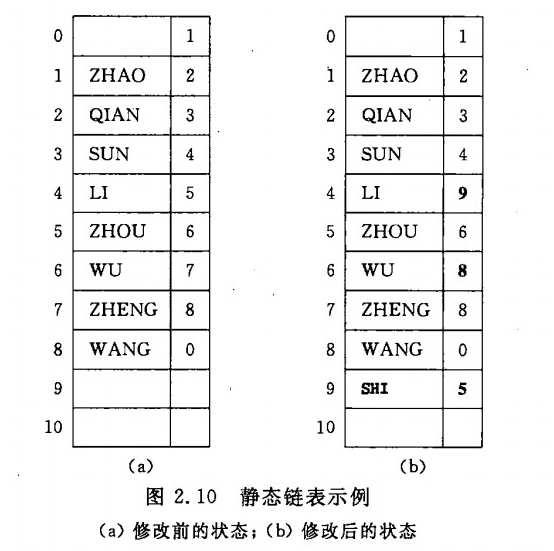 0 1 0 1
1 ZHAO 2 1 ZHAO 2
2 QIAN 3 2 QIAN 3
3 SUN 4 3 SUN 4
4 LI 5 4 LI 9
5 ZHOU 6 5 ZHOU 6
6 WU 7 6 WU 8
7 ZHENG 8 7 ZHENG 8
8 WANG 0 8 WANG 0
9 9 SHI 5
10 10
(a) (b)
图 2.10 静态链表示例
(a) 修改前的状态；(b) 修改后的状态